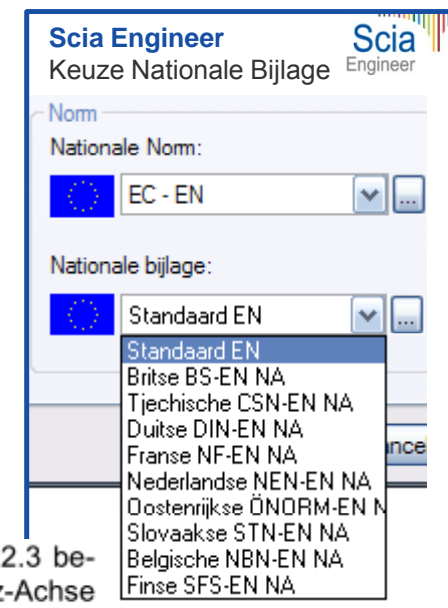 Scia Engineer
Scia
Keuze Nationale Bijlage
Engineer
Norm
Nationale Norm:
EC - EN
...
Nationale bijlage:
Standaard EN
...
Standaard EN
Britse BS-EN NA
Tjechische CSN-EN NA
Duitse DIN-EN NA
Franse NF-EN NA
ance
Nederlandse NEN-EN NA
Oostenrijkse ÖNORM-EN N
Slovaakse STN-EN NA
Belgische NBN-EN NA
Finse SFS-EN NA
2.3 be-
z-Achse